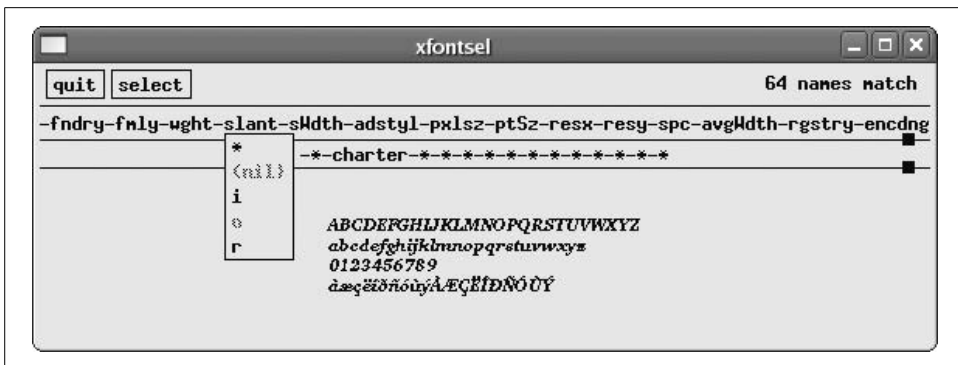 xfontsel
quit select 64 names match
-fndry-fmly-wght-slant-sWdth-adstyl-pxlsz-ptSz-resx-resy-spc-avgWdth-rgstry-encdng
-*-charter-*-*-*-*-*-*-*-*-*-*-*
*
(nil)
i
o
r
ABCDEFGHIJKLMNOPQRSTUVWXYZ
abcdefghijklmnopqrstuvwxyz
0123456789
àæçëíðñóùýÀÆÇËÍÐÑÓÙÝ